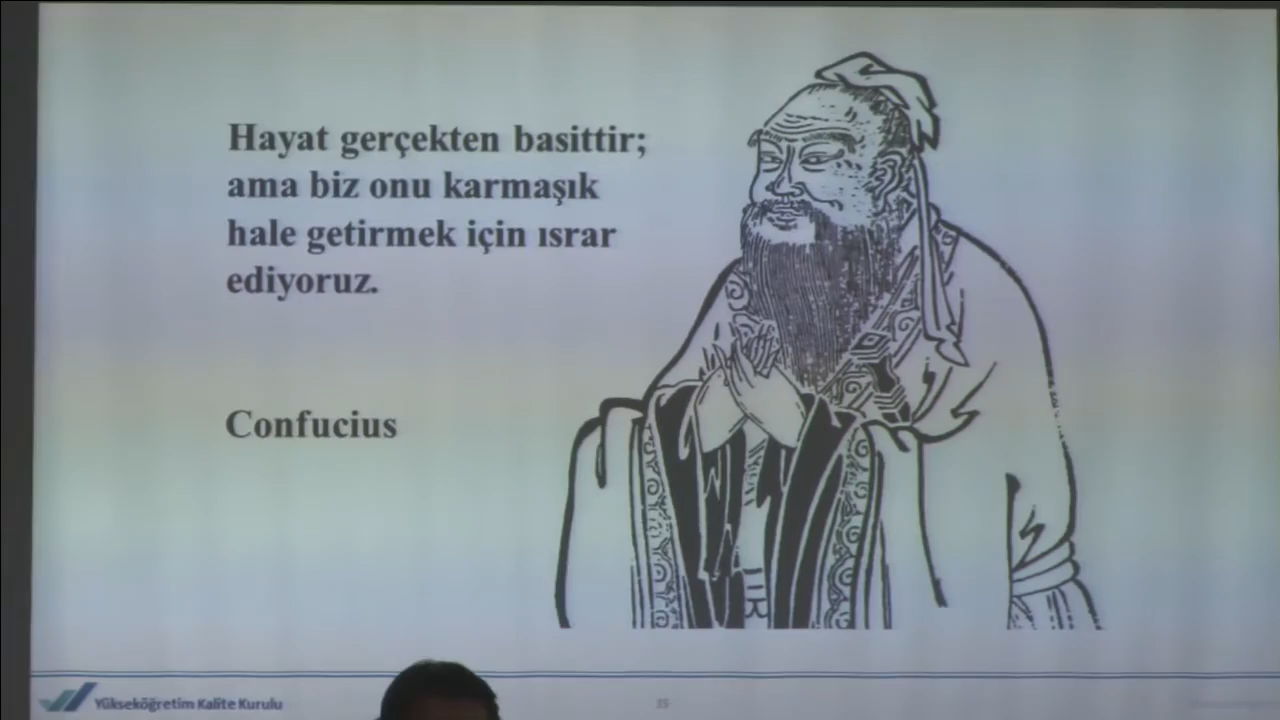 Hayat gerçekten basittir;
ama biz onu karmaşık
hale getirmek için ısrar
ediyoruz.
Confucius
Yükseköğretim Kalite Kurulu